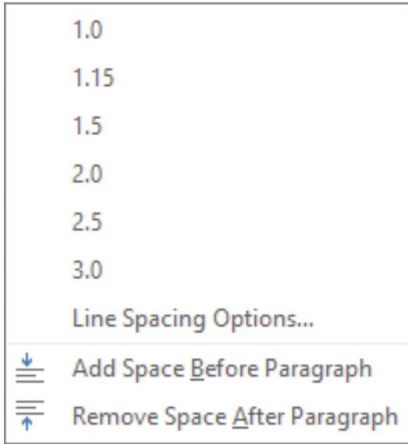 1.0
1.15
1.5
2.0
2.5
3.0
Line Spacing Options...
Add Space Before Paragraph
Remove Space After Paragraph